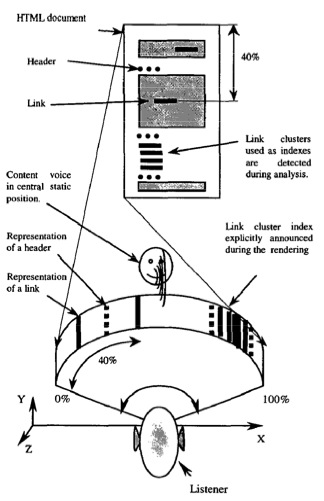 HTML document
Header
40%
Link
Link clusters
used as indexes
are detected
during analysis.
Content voice
in central static
position.
Link cluster index
explicitly announced
during the rendering
Representation
of a header
Representation
of a link
40%
0%
100%
Y
X
Z
Listener